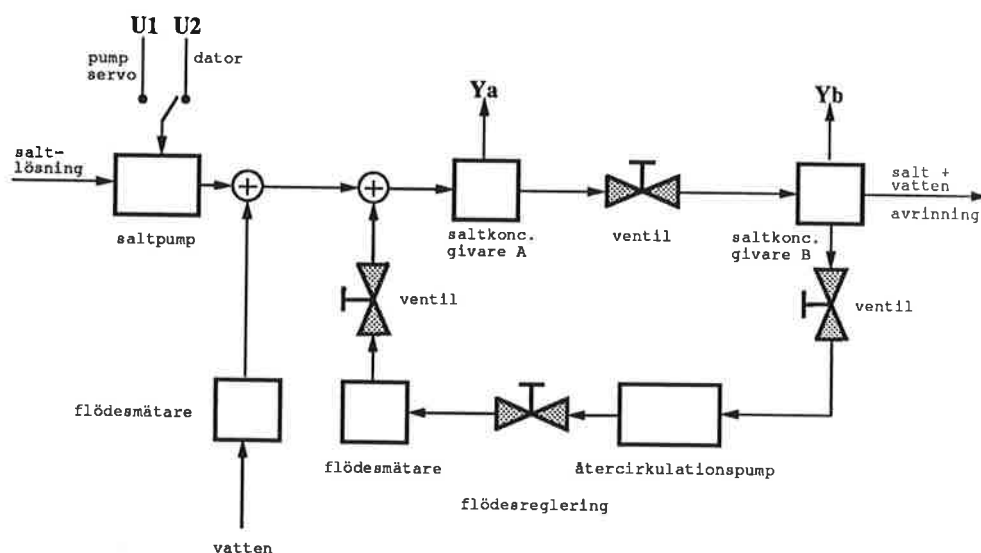 U1 U2
pump
servo
dator
Ya
Yb
salt-
lösning
salt +
vatten
avrinning
saltpump
saltkonc.
givare A
ventil
saltkonc.
givare B
ventil
ventil
flödesmätare
flödesmätare
återcirkulationspump
flödesreglering
vatten